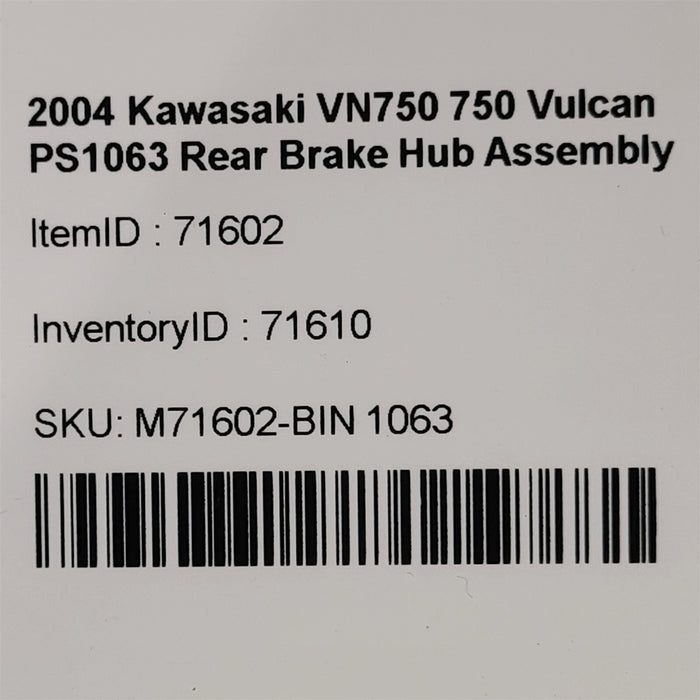 2004 Kawasaki VN750 750 Vulcan
PS1063 Rear Brake Hub Assembly
ItemID : 71602
InventoryID : 71610
SKU: M71602-BIN 1063